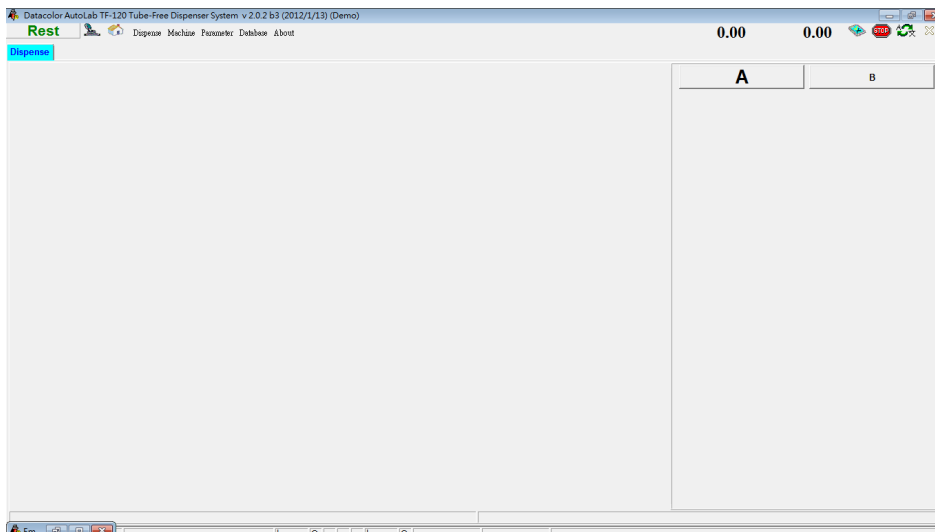 Datacolor AutoLab TF-120 Tube-Free Dispenser System v 2.0.2 b3 (2012/1/13) (Demo)
Rest Dispense Machine Parameter Database About 0.00 0.00 STOP
Dispense
A B